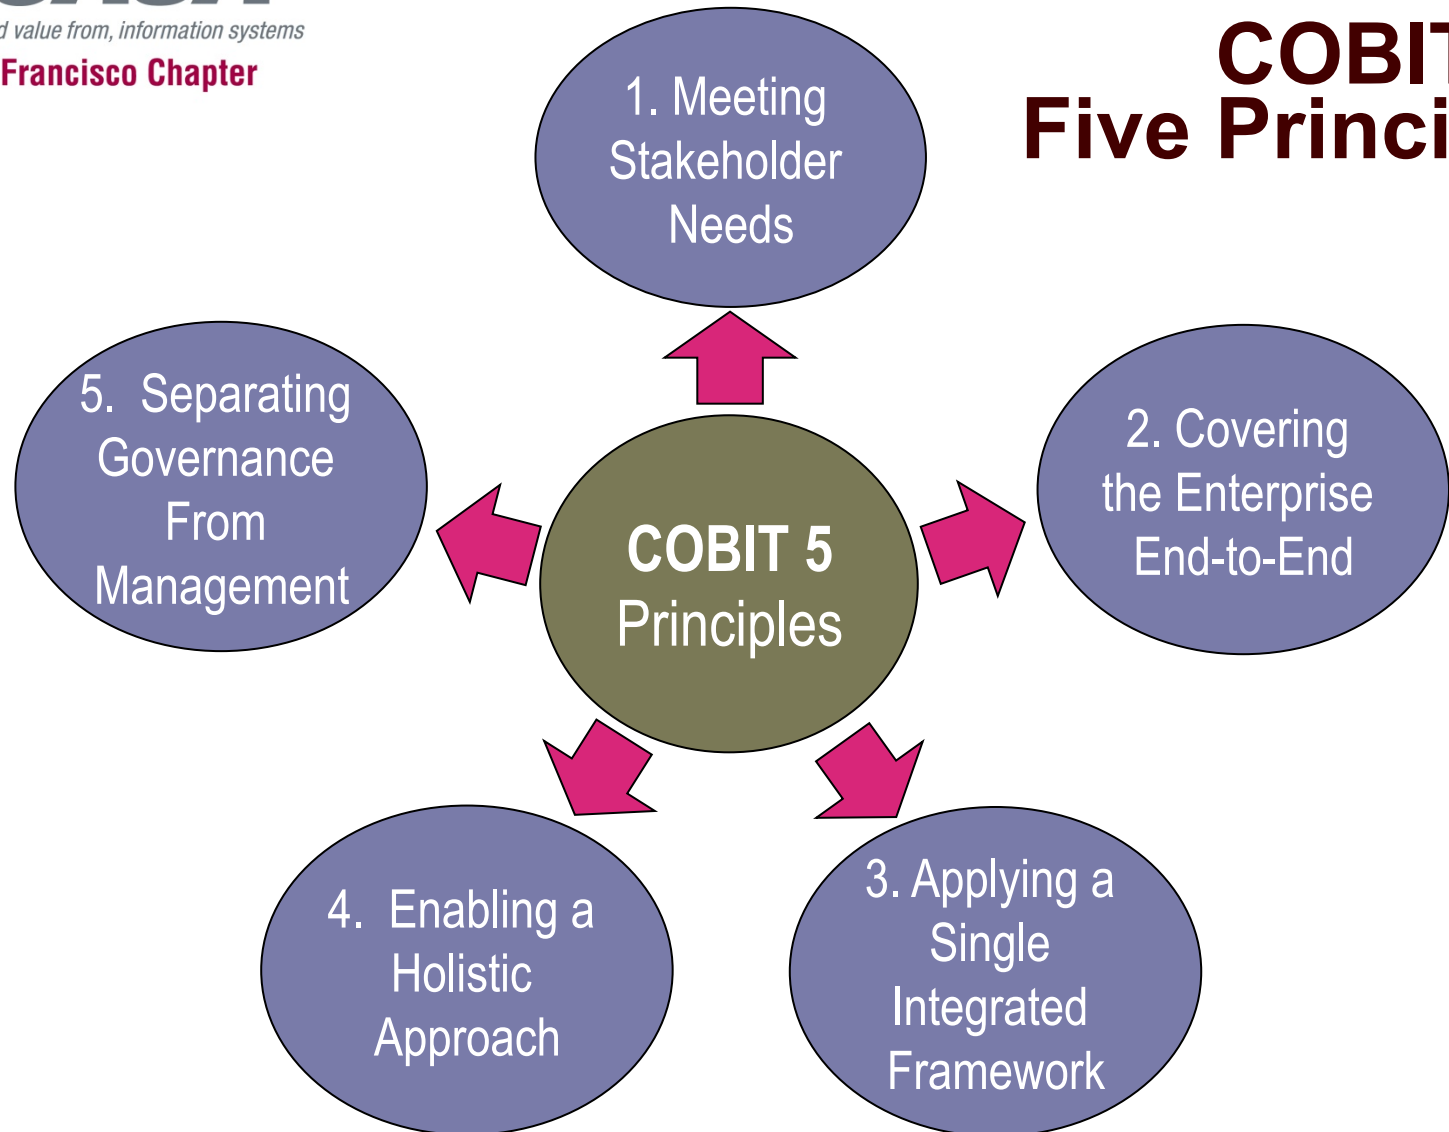 d value from, information systems
Francisco Chapter
COBIT
Five Princi
1. Meeting
Stakeholder
Needs
2. Covering
the Enterprise
End-to-End
3. Applying a
Single
Integrated
Framework
4. Enabling a
Holistic
Approach
5. Separating
Governance
From
Management
COBIT 5
Principles